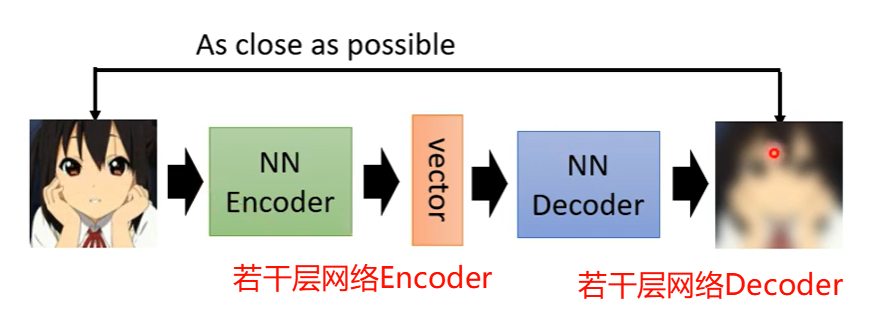 As close as possible
NN
Encoder
vector
NN
Decoder
若干层网络Encoder
若干层网络Decoder